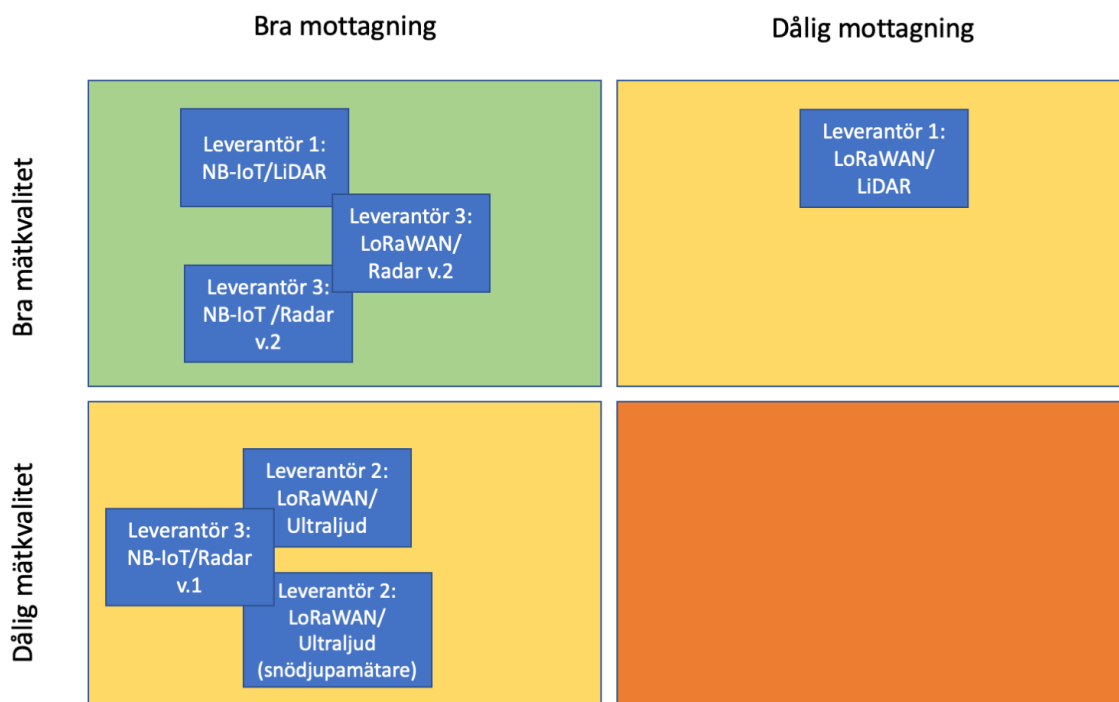 Bra mottagning
Dålig mottagning
Bra mätkvalitet
Leverantör 1:
NB-IoT/LiDAR
Leverantör 3:
LoRaWAN/
Radar v.2
Leverantör 3:
NB-IoT /Radar
v.2
Leverantör 1:
LoRaWAN/
LiDAR
Dålig mätkvalitet
Leverantör 2:
LoRaWAN/
Ultraljud
Leverantör 3:
NB-IoT/Radar
v.1
Leverantör 2:
LoRaWAN/
Ultraljud
(snödjupamätare)